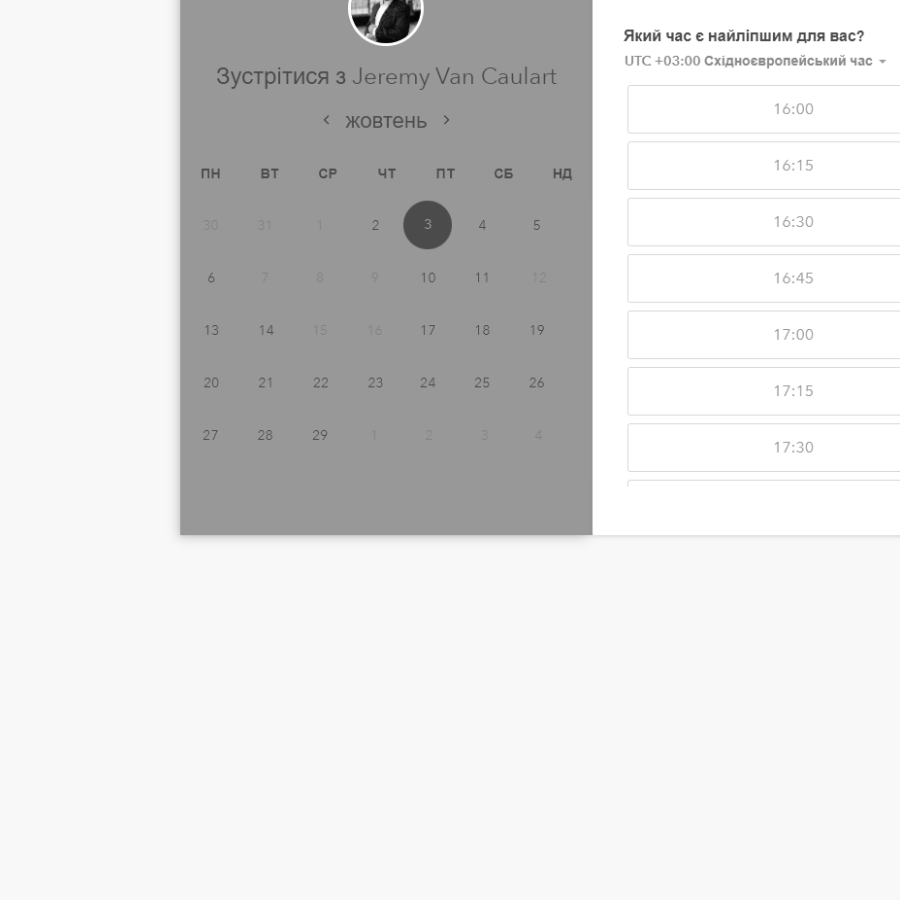 Зустрітися з Jeremy Van Caulart
жовтень
ПН ВТ СР ЧТ ПТ СБ НД
30 31 1 2 3 4 5
6 7 8 9 10 11 12
13 14 15 16 17 18 19
20 21 22 23 24 25 26
27 28 29 1 2 3 4
Який час є найліпшим для вас?
UTC +03:00 Східноєвропейський час
16:00
16:15
16:30
16:45
17:00
17:15
17:30